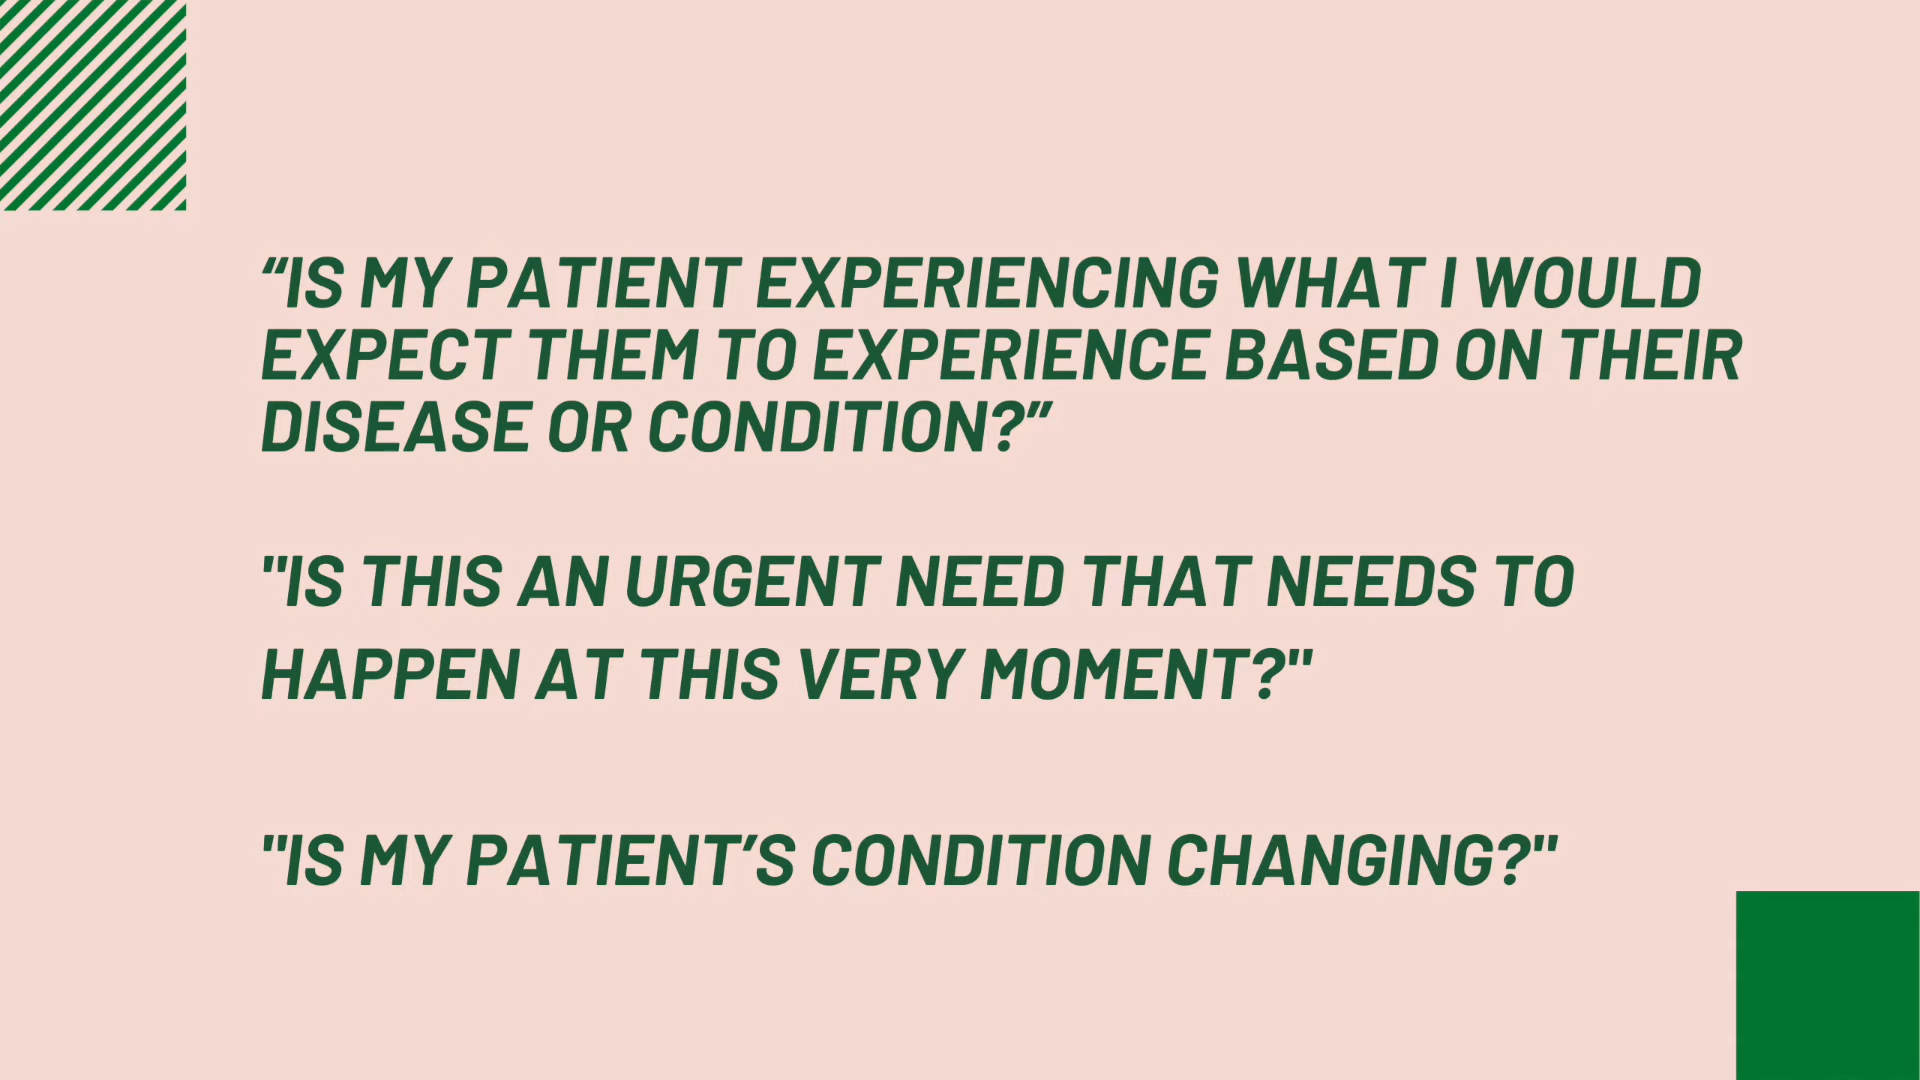 “IS MY PATIENT EXPERIENCING WHAT I WOULD
EXPECT THEM TO EXPERIENCE BASED ON THEIR
DISEASE OR CONDITION?”
"IS THIS AN URGENT NEED THAT NEEDS TO
HAPPEN AT THIS VERY MOMENT?"
"IS MY PATIENT’S CONDITION CHANGING?"